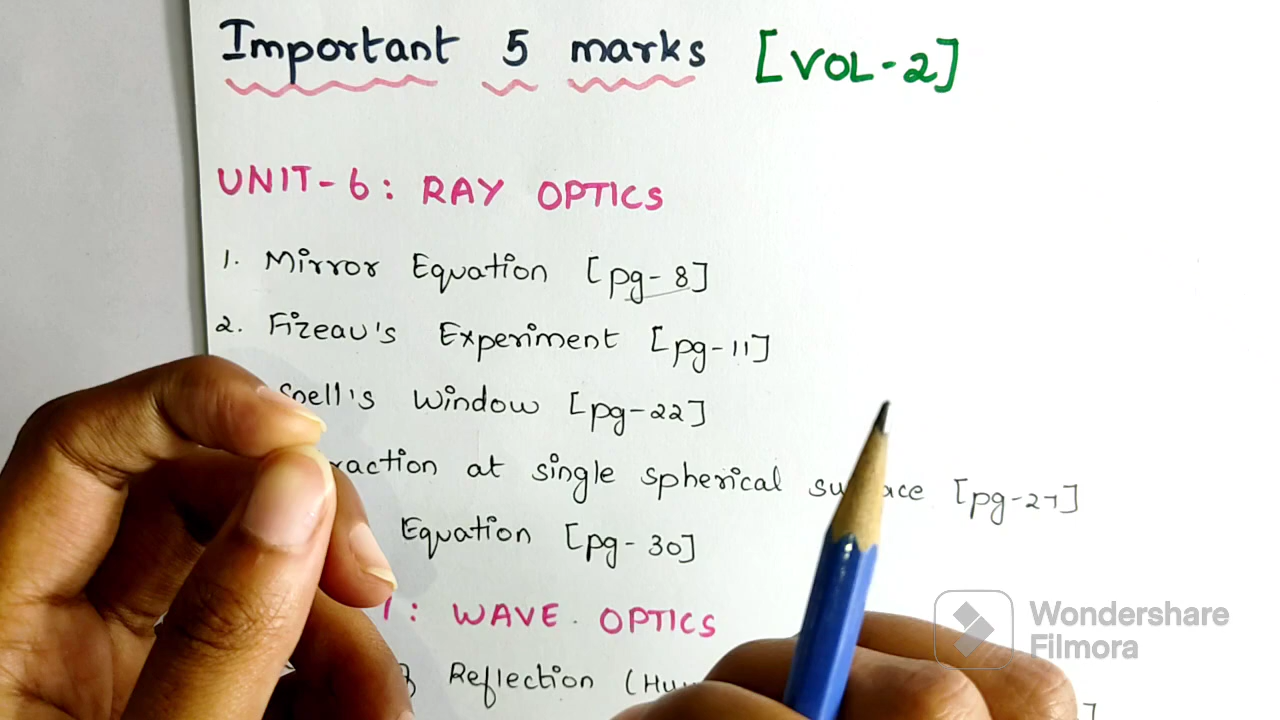 Important 5 marks [VOL-2]
UNIT-6: RAY OPTICS
1. Mirror Equation [pg-8]
2. Fizeau's Experiment [pg-11]
Snell's Window [pg-22]
raction at single spherical surface [pg-27]
Equation [pg-30]
: WAVE OPTICS
Reflection (Hu
Wondershare
Filmora